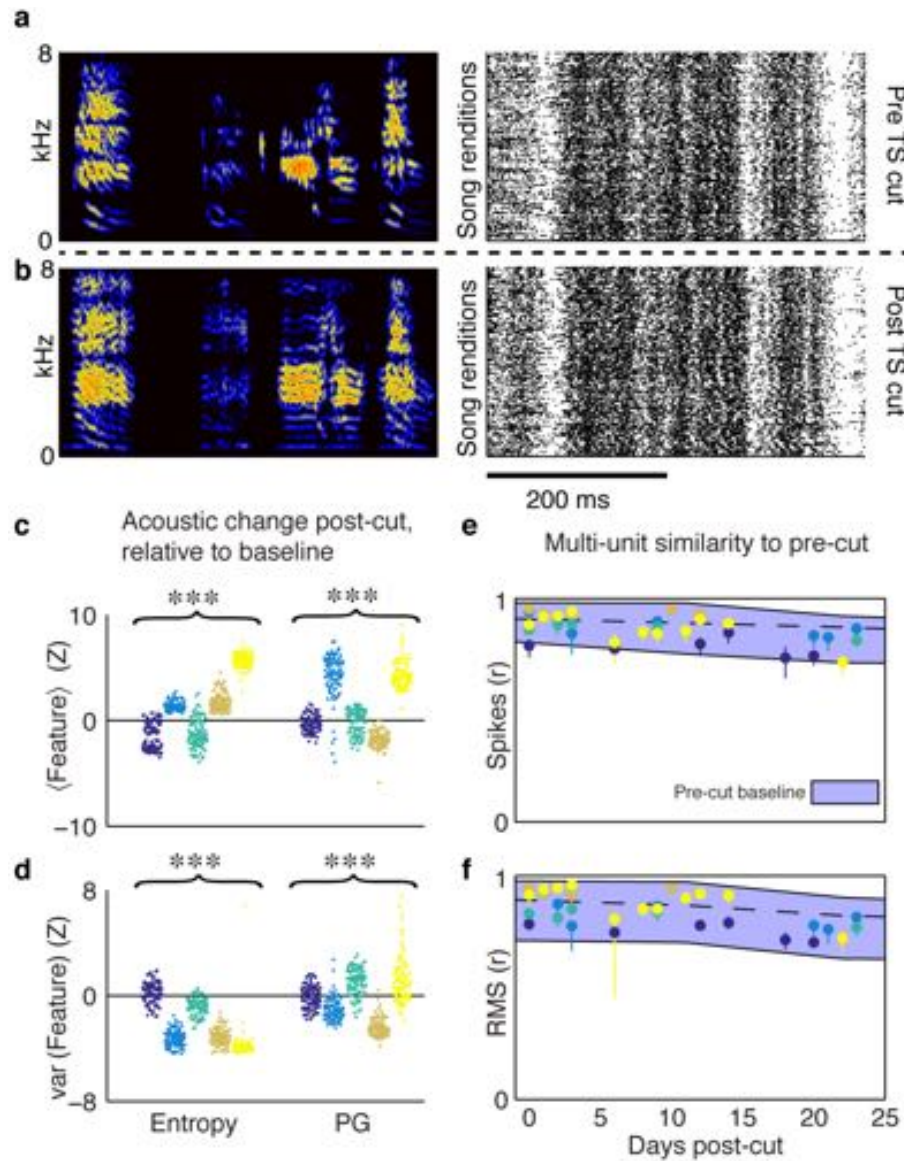 a
8
kHz
0
Song renditions
Pre TS cut
b
8
kHz
0
Song renditions
Post TS cut
200 ms
c
Acoustic change post-cut,
relative to baseline
*** ***
10
0
−10
⟨Feature⟩ (Z)
d
*** ***
8
0
−8
var (Feature) (Z)
Entropy PG
e
Multi-unit similarity to pre-cut
1
Spikes (r)
Pre-cut baseline
0
f
1
RMS (r)
0
0 5 10 15 20 25
Days post-cut